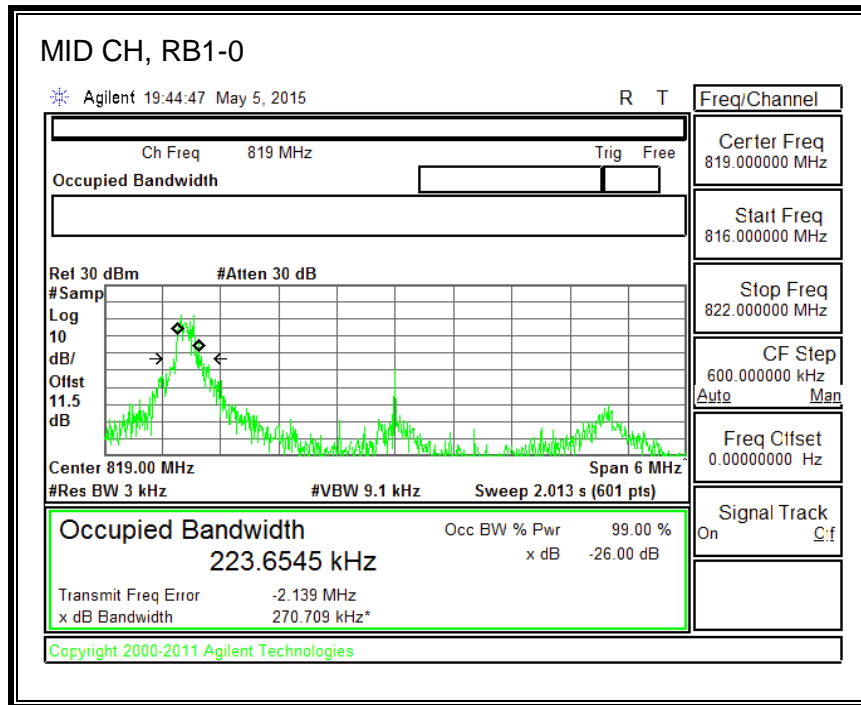 MID CH, RB1-0
Agilent 19:44:47 May 5, 2015 R T
Ch Freq 819 MHz Trig Free
Occupied Bandwidth
Ref 30 dBm #Atten 30 dB
#Samp
Log
10
dB/
Offst
11.5
dB
Center 819.00 MHz Span 6 MHz
#Res BW 3 kHz #VBW 9.1 kHz Sweep 2.013 s (601 pts)
Occupied Bandwidth Occ BW % Pwr 99.00 %
223.6545 kHz x dB -26.00 dB
Transmit Freq Error -2.139 MHz
x dB Bandwidth 270.709 kHz*
Copyright 2000-2011 Agilent Technologies
Freq/Channel
Center Freq
819.000000 MHz
Start Freq
816.000000 MHz
Stop Freq
822.000000 MHz
CF Step
600.000000 kHz
Auto Man
Freq Offset
0.00000000 Hz
Signal Track
On Off